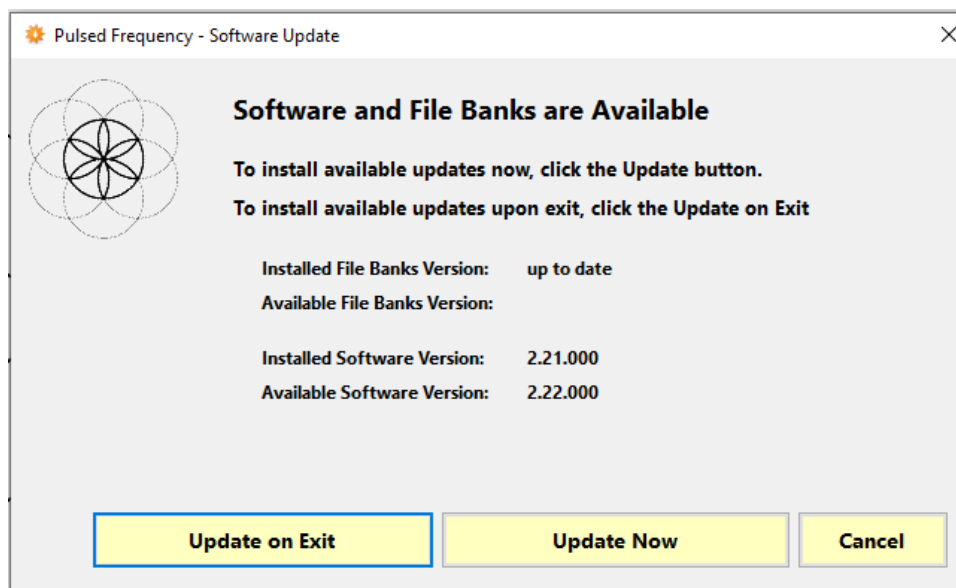 Pulsed Frequency - Software Update
Software and File Banks are Available
To install available updates now, click the Update button.
To install available updates upon exit, click the Update on Exit
Installed File Banks Version: up to date
Available File Banks Version:
Installed Software Version: 2.21.000
Available Software Version: 2.22.000
Update on Exit Update Now Cancel